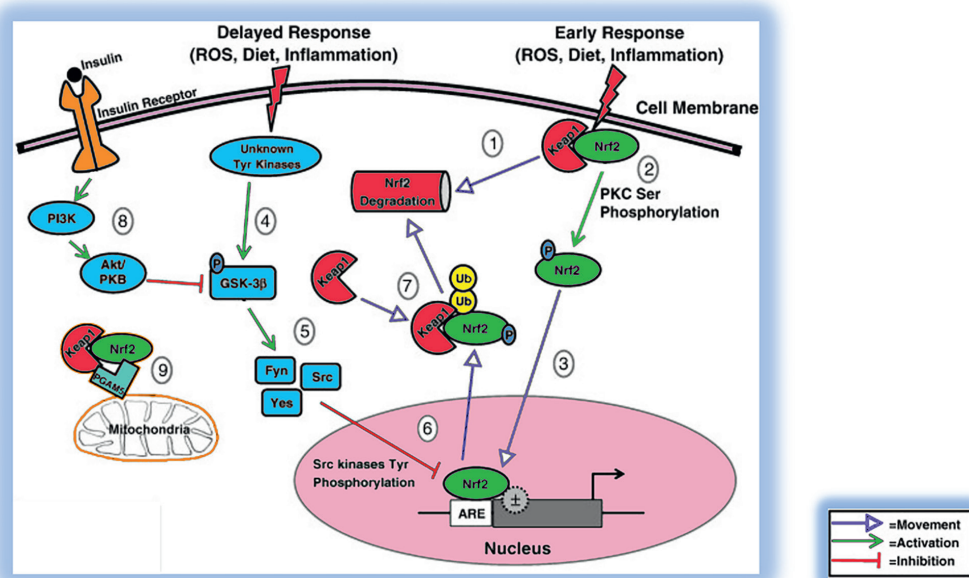 Delayed Response
(ROS, Diet, Inflammation)
Early Response
(ROS, Diet, Inflammation)
Insulin
Insulin Receptor
Cell Membrane
Unknown
Tyr Kinases
1
Keap1
Nrf2
2
Nrf2
Degradation
PKC Ser
Phosphorylation
PI3K
8
4
P
Nrf2
Akt/
PKB
P
GSK-3β
Keap1
7
Ub
Ub
Keap1
Nrf2
P
5
3
Keap1
Nrf2
PGAM5
9
Fyn
Src
Yes
Mitochondria
6
Src kinases Tyr
Phosphorylation
Nrf2
±
ARE
Nucleus
=Movement
=Activation
=Inhibition